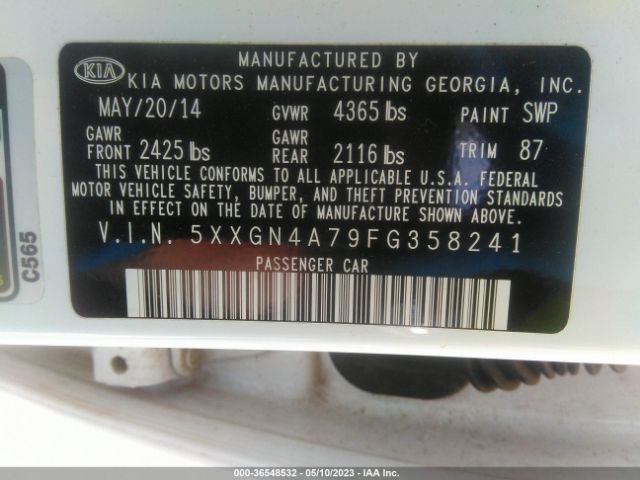 KIA
MANUFACTURED BY
KIA MOTORS MANUFACTURING GEORGIA, INC.
MAY/20/14 GVWR 4365 lbs PAINT SWP
GAWR FRONT 2425 lbs GAWR REAR 2116 lbs TRIM 87
THIS VEHICLE CONFORMS TO ALL APPLICABLE U.S.A. FEDERAL
MOTOR VEHICLE SAFETY, BUMPER, AND THEFT PREVENTION STANDARDS
IN EFFECT ON THE DATE OF MANUFACTURE SHOWN ABOVE.
V.I.N. 5XXGN4A79FG358241
PASSENGER CAR
C565
000-36548532 - 05/10/2023 - IAAI.COM